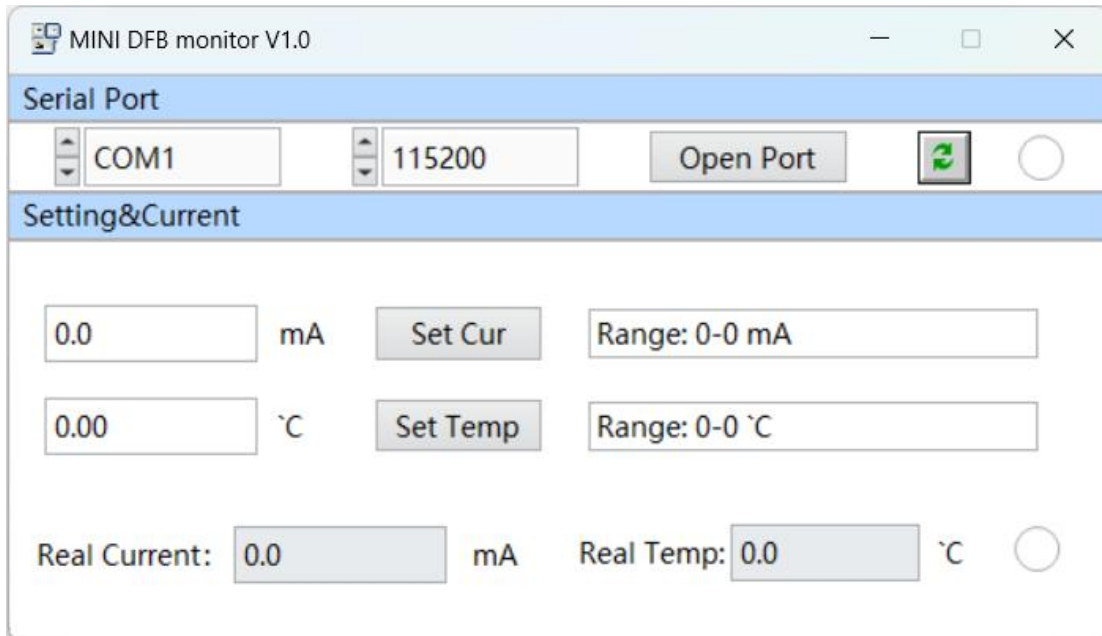 MINI DFB monitor V1.0
Serial Port
COM1 115200 Open Port
Setting&Current
0.0 mA Set Cur Range: 0-0 mA
0.00 `C Set Temp Range: 0-0 `C
Real Current: 0.0 mA Real Temp: 0.0 `C